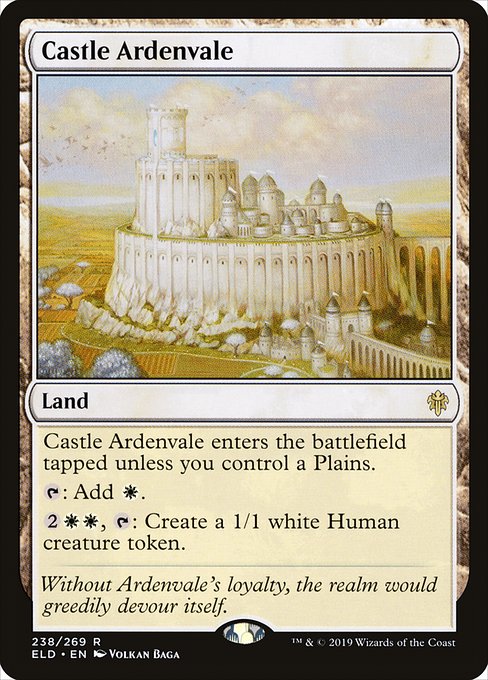 Castle Ardenvale
Land
Castle Ardenvale enters the battlefield
tapped unless you control a Plains.
: Add .
2, : Create a 1/1 white Human
creature token.
Without Ardenvale's loyalty, the realm would
greedily devour itself.
238/269 R
™ & © 2019 Wizards of the Coast
ELD • EN Volkan Baga